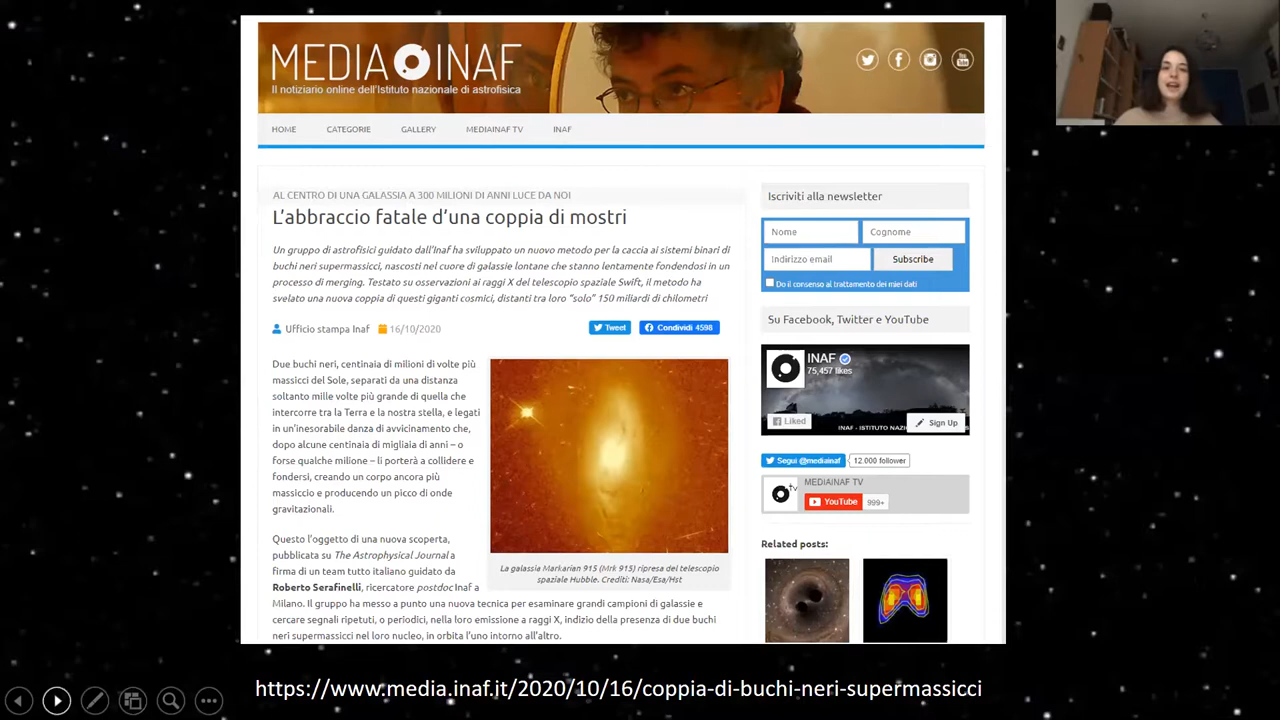 MEDIA INAF
Il notiziario online dell'Istituto nazionale di astrofisica
HOME CATEGORIE GALLERY MEDIAINAF TV INAF
AL CENTRO DI UNA GALASSIA A 300 MILIONI DI ANNI LUCE DA NOI
L'abbraccio fatale d'una coppia di mostri
Un gruppo di astrofisici guidato dall'Inaf ha sviluppato un nuovo metodo per la caccia ai sistemi binari di
buchi neri supermassicci, nascosti nel cuore di galassie lontane che stanno lentamente fondendosi in un
processo di merging. Testato su osservazioni ai raggi X del telescopio spaziale Swift, il metodo ha
svelato una nuova coppia di questi giganti cosmici, distanti tra loro "solo" 150 miliardi di chilometri
Ufficio stampa Inaf 16/10/2020
Tweet Condividi 4598
Due buchi neri, centinaia di milioni di volte più
massicci del Sole, separati da una distanza
soltanto mille volte più grande di quella che
intercorre tra la Terra e la nostra stella, e legati
in un'inesorabile danza di avvicinamento che,
dopo alcune centinaia di migliaia di anni – o
forse qualche milione – li porterà a collidere e
fondersi, creando un corpo ancora più
massiccio e producendo un picco di onde
gravitazionali.
La galassia Markarian 915 (Mrk 915) ripresa del telescopio
spaziale Hubble. Crediti: Nasa/Esa/Hst
Questo l'oggetto di una nuova scoperta,
pubblicata su The Astrophysical Journal a
firma di un team tutto italiano guidato da
Roberto Serafinelli, ricercatore postdoc Inaf a
Milano. Il gruppo ha messo a punto una nuova tecnica per esaminare grandi campioni di galassie e
cercare segnali ripetuti, o periodici, nella loro emissione a raggi X, indizio della presenza di due buchi
neri supermassicci nel loro nucleo, in orbita l'uno intorno all'altro.
Iscriviti alla newsletter
Nome Cognome
Indirizzo email Subscribe
Do il consenso al trattamento dei miei dati
Su Facebook, Twitter e YouTube
INAF
75,457 likes
Liked Sign Up
INAF - ISTITUTO NAZI
Segui @mediainaf 12.000 follower
MEDIAINAF TV
YouTube 999+
Related posts:
https://www.media.inaf.it/2020/10/16/coppia-di-buchi-neri-supermassicci